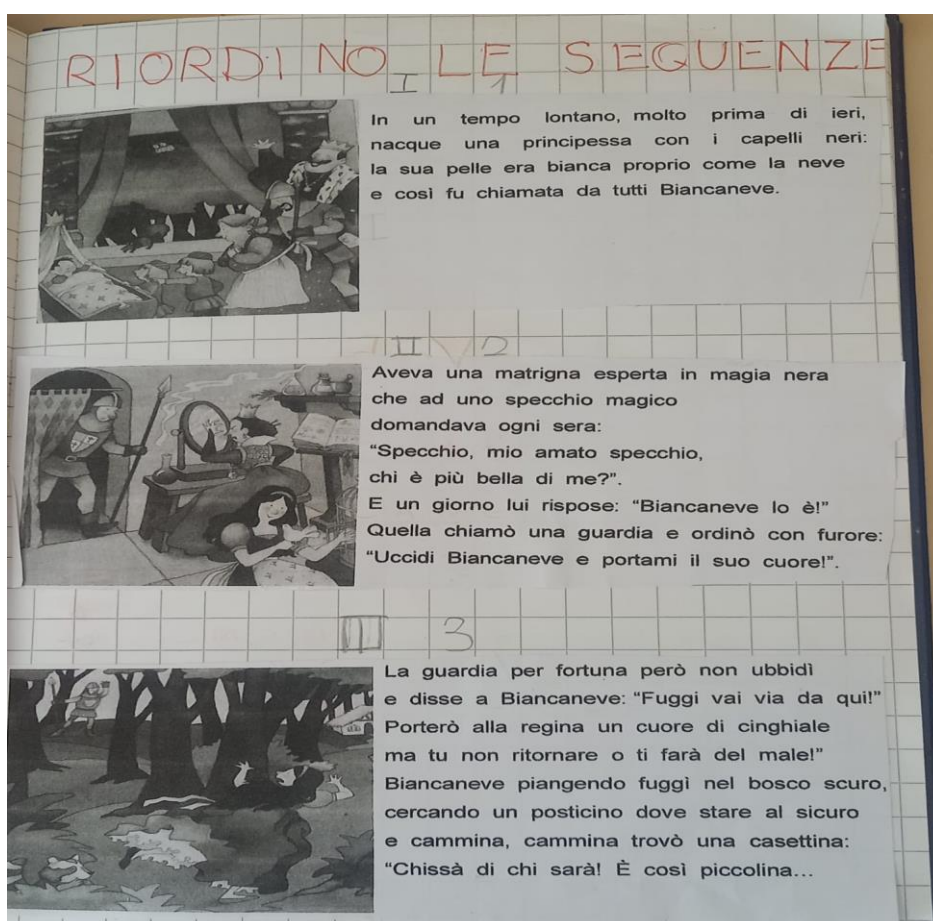 RIORDINO LE SEQUENZE
I 1
In un tempo lontano, molto prima di ieri,
nacque una principessa con i capelli neri:
la sua pelle era bianca proprio come la neve
e così fu chiamata da tutti Biancaneve.
II 2
Aveva una matrigna esperta in magia nera
che ad uno specchio magico
domandava ogni sera:
“Specchio, mio amato specchio,
chi è più bella di me?”.
E un giorno lui rispose: “Biancaneve lo è!”
Quella chiamò una guardia e ordinò con furore:
“Uccidi Biancaneve e portami il suo cuore!”.
III 3
La guardia per fortuna però non ubbidì
e disse a Biancaneve: “Fuggi vai via da qui!”
Porterò alla regina un cuore di cinghiale
ma tu non ritornare o ti farà del male!”
Biancaneve piangendo fuggì nel bosco scuro,
cercando un posticino dove stare al sicuro
e cammina, cammina trovò una casettina:
“Chissà di chi sarà! È così piccolina...